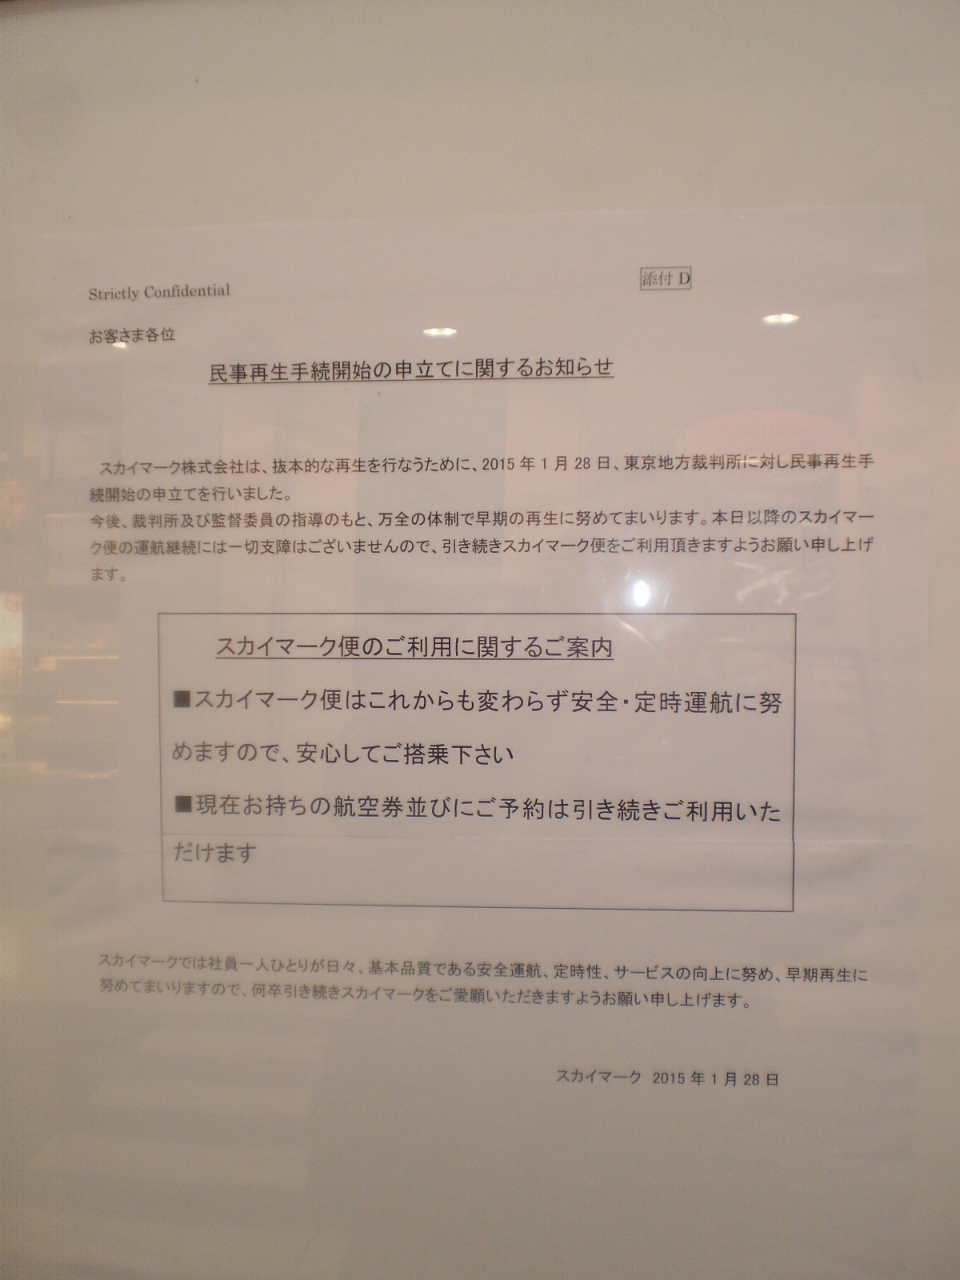 Strictly Confidential
添付 D
お客さま各位
民事再生手続開始の申立てに関するお知らせ
スカイマーク株式会社は、抜本的な再生を行なうために、2015 年 1 月 28 日、東京地方裁判所に対し民事再生手
続開始の申立てを行いました。
今後、裁判所及び監督委員の指導のもと、万全の体制で早期の再生に努めてまいります。本日以降のスカイマー
ク便の運航継続には一切支障はございませんので、引き続きスカイマーク便をご利用頂きますようお願い申し上げ
ます。
スカイマーク便のご利用に関するご案内
■スカイマーク便はこれからも変わらず安全・定時運航に努
めますので、安心してご搭乗下さい
■現在お持ちの航空券並びにご予約は引き続きご利用いた
だけます
スカイマークでは社員一人ひとりが日々、基本品質である安全運航、定時性、サービスの向上に努め、早期再生に
努めてまいりますので、何卒引き続きスカイマークをご愛願いただきますようお願い申し上げます。
スカイマーク 2015 年 1 月 28 日